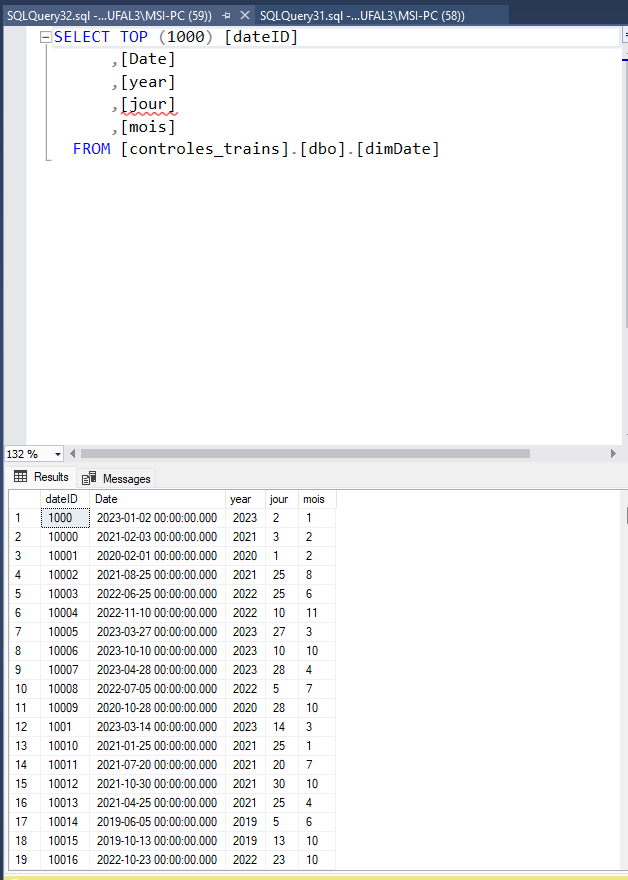 SQLQuery32.sql -...UFAL3\MSI-PC (59)) SQLQuery31.sql -...UFAL3\MSI-PC (58))
SELECT TOP (1000) [dateID]
,[Date]
,[year]
,[jour]
,[mois]
FROM [controles_trains].[dbo].[dimDate]
132 %
Results Messages
dateID Date year jour mois
1 1000 2023-01-02 00:00:00.000 2023 2 1
2 10000 2021-02-03 00:00:00.000 2021 3 2
3 10001 2020-02-01 00:00:00.000 2020 1 2
4 10002 2021-08-25 00:00:00.000 2021 25 8
5 10003 2022-06-25 00:00:00.000 2022 25 6
6 10004 2022-11-10 00:00:00.000 2022 10 11
7 10005 2023-03-27 00:00:00.000 2023 27 3
8 10006 2023-10-10 00:00:00.000 2023 10 10
9 10007 2023-04-28 00:00:00.000 2023 28 4
10 10008 2022-07-05 00:00:00.000 2022 5 7
11 10009 2020-10-28 00:00:00.000 2020 28 10
12 1001 2023-03-14 00:00:00.000 2023 14 3
13 10010 2021-01-25 00:00:00.000 2021 25 1
14 10011 2021-07-20 00:00:00.000 2021 20 7
15 10012 2021-10-30 00:00:00.000 2021 30 10
16 10013 2021-04-25 00:00:00.000 2021 25 4
17 10014 2019-06-05 00:00:00.000 2019 5 6
18 10015 2019-10-13 00:00:00.000 2019 13 10
19 10016 2022-10-23 00:00:00.000 2022 23 10